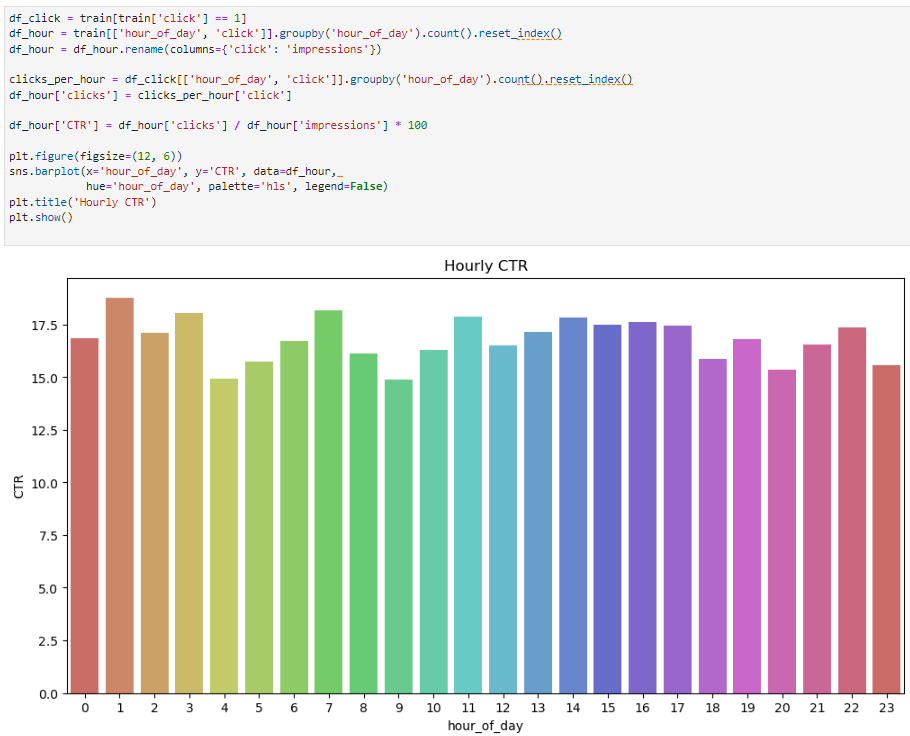 df_click = train[train['click'] == 1]
df_hour = train[['hour_of_day', 'click']].groupby('hour_of_day').count().reset_index()
df_hour = df_hour.rename(columns={'click': 'impressions'})
clicks_per_hour = df_click[['hour_of_day', 'click']].groupby('hour_of_day').count().reset_index()
df_hour['clicks'] = clicks_per_hour['click']
df_hour['CTR'] = df_hour['clicks'] / df_hour['impressions'] * 100
plt.figure(figsize=(12, 6))
sns.barplot(x='hour_of_day', y='CTR', data=df_hour,
hue='hour_of_day', palette='hls', legend=False)
plt.title('Hourly CTR')
plt.show()
Hourly CTR
17.5
15.0
12.5
10.0
7.5
5.0
2.5
0.0
CTR
0 1 2 3 4 5 6 7 8 9 10 11 12 13 14 15 16 17 18 19 20 21 22 23
hour_of_day